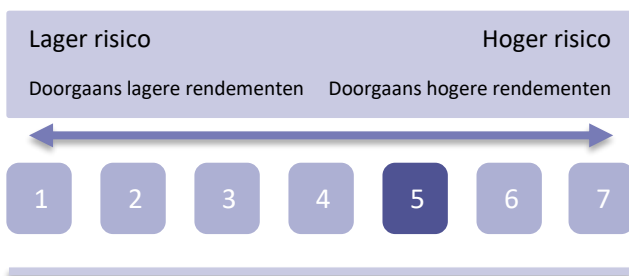 Lager risico Hoger risico
Doorgaans lagere rendementen Doorgaans hogere rendementen
1 2 3 4 5 6 7